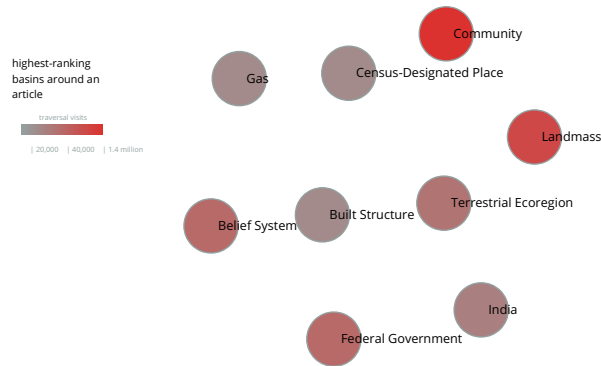 highest-ranking
basins around an
article
traversal visits
| 20,000 | 40,000 | 1.4 million
Community
Gas
Census-Designated Place
Landmass
Terrestrial Ecoregion
Built Structure
Belief System
India
Federal Government